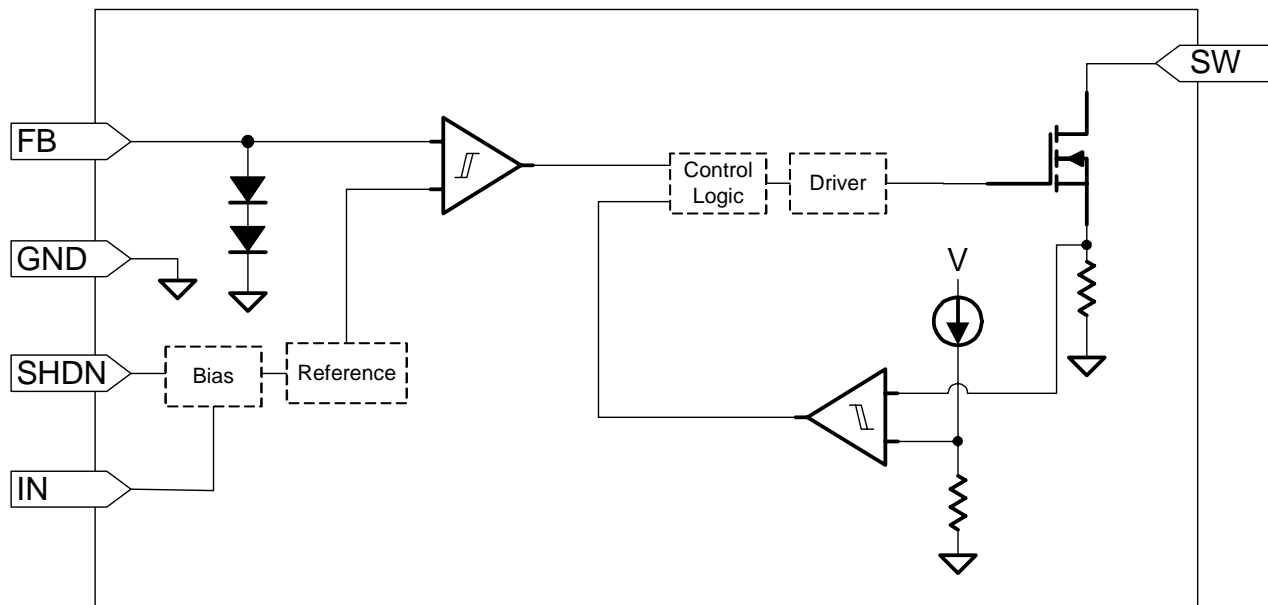 SW
FB
Control
Logic
Driver
GND
V
SHDN
Bias
Reference
IN